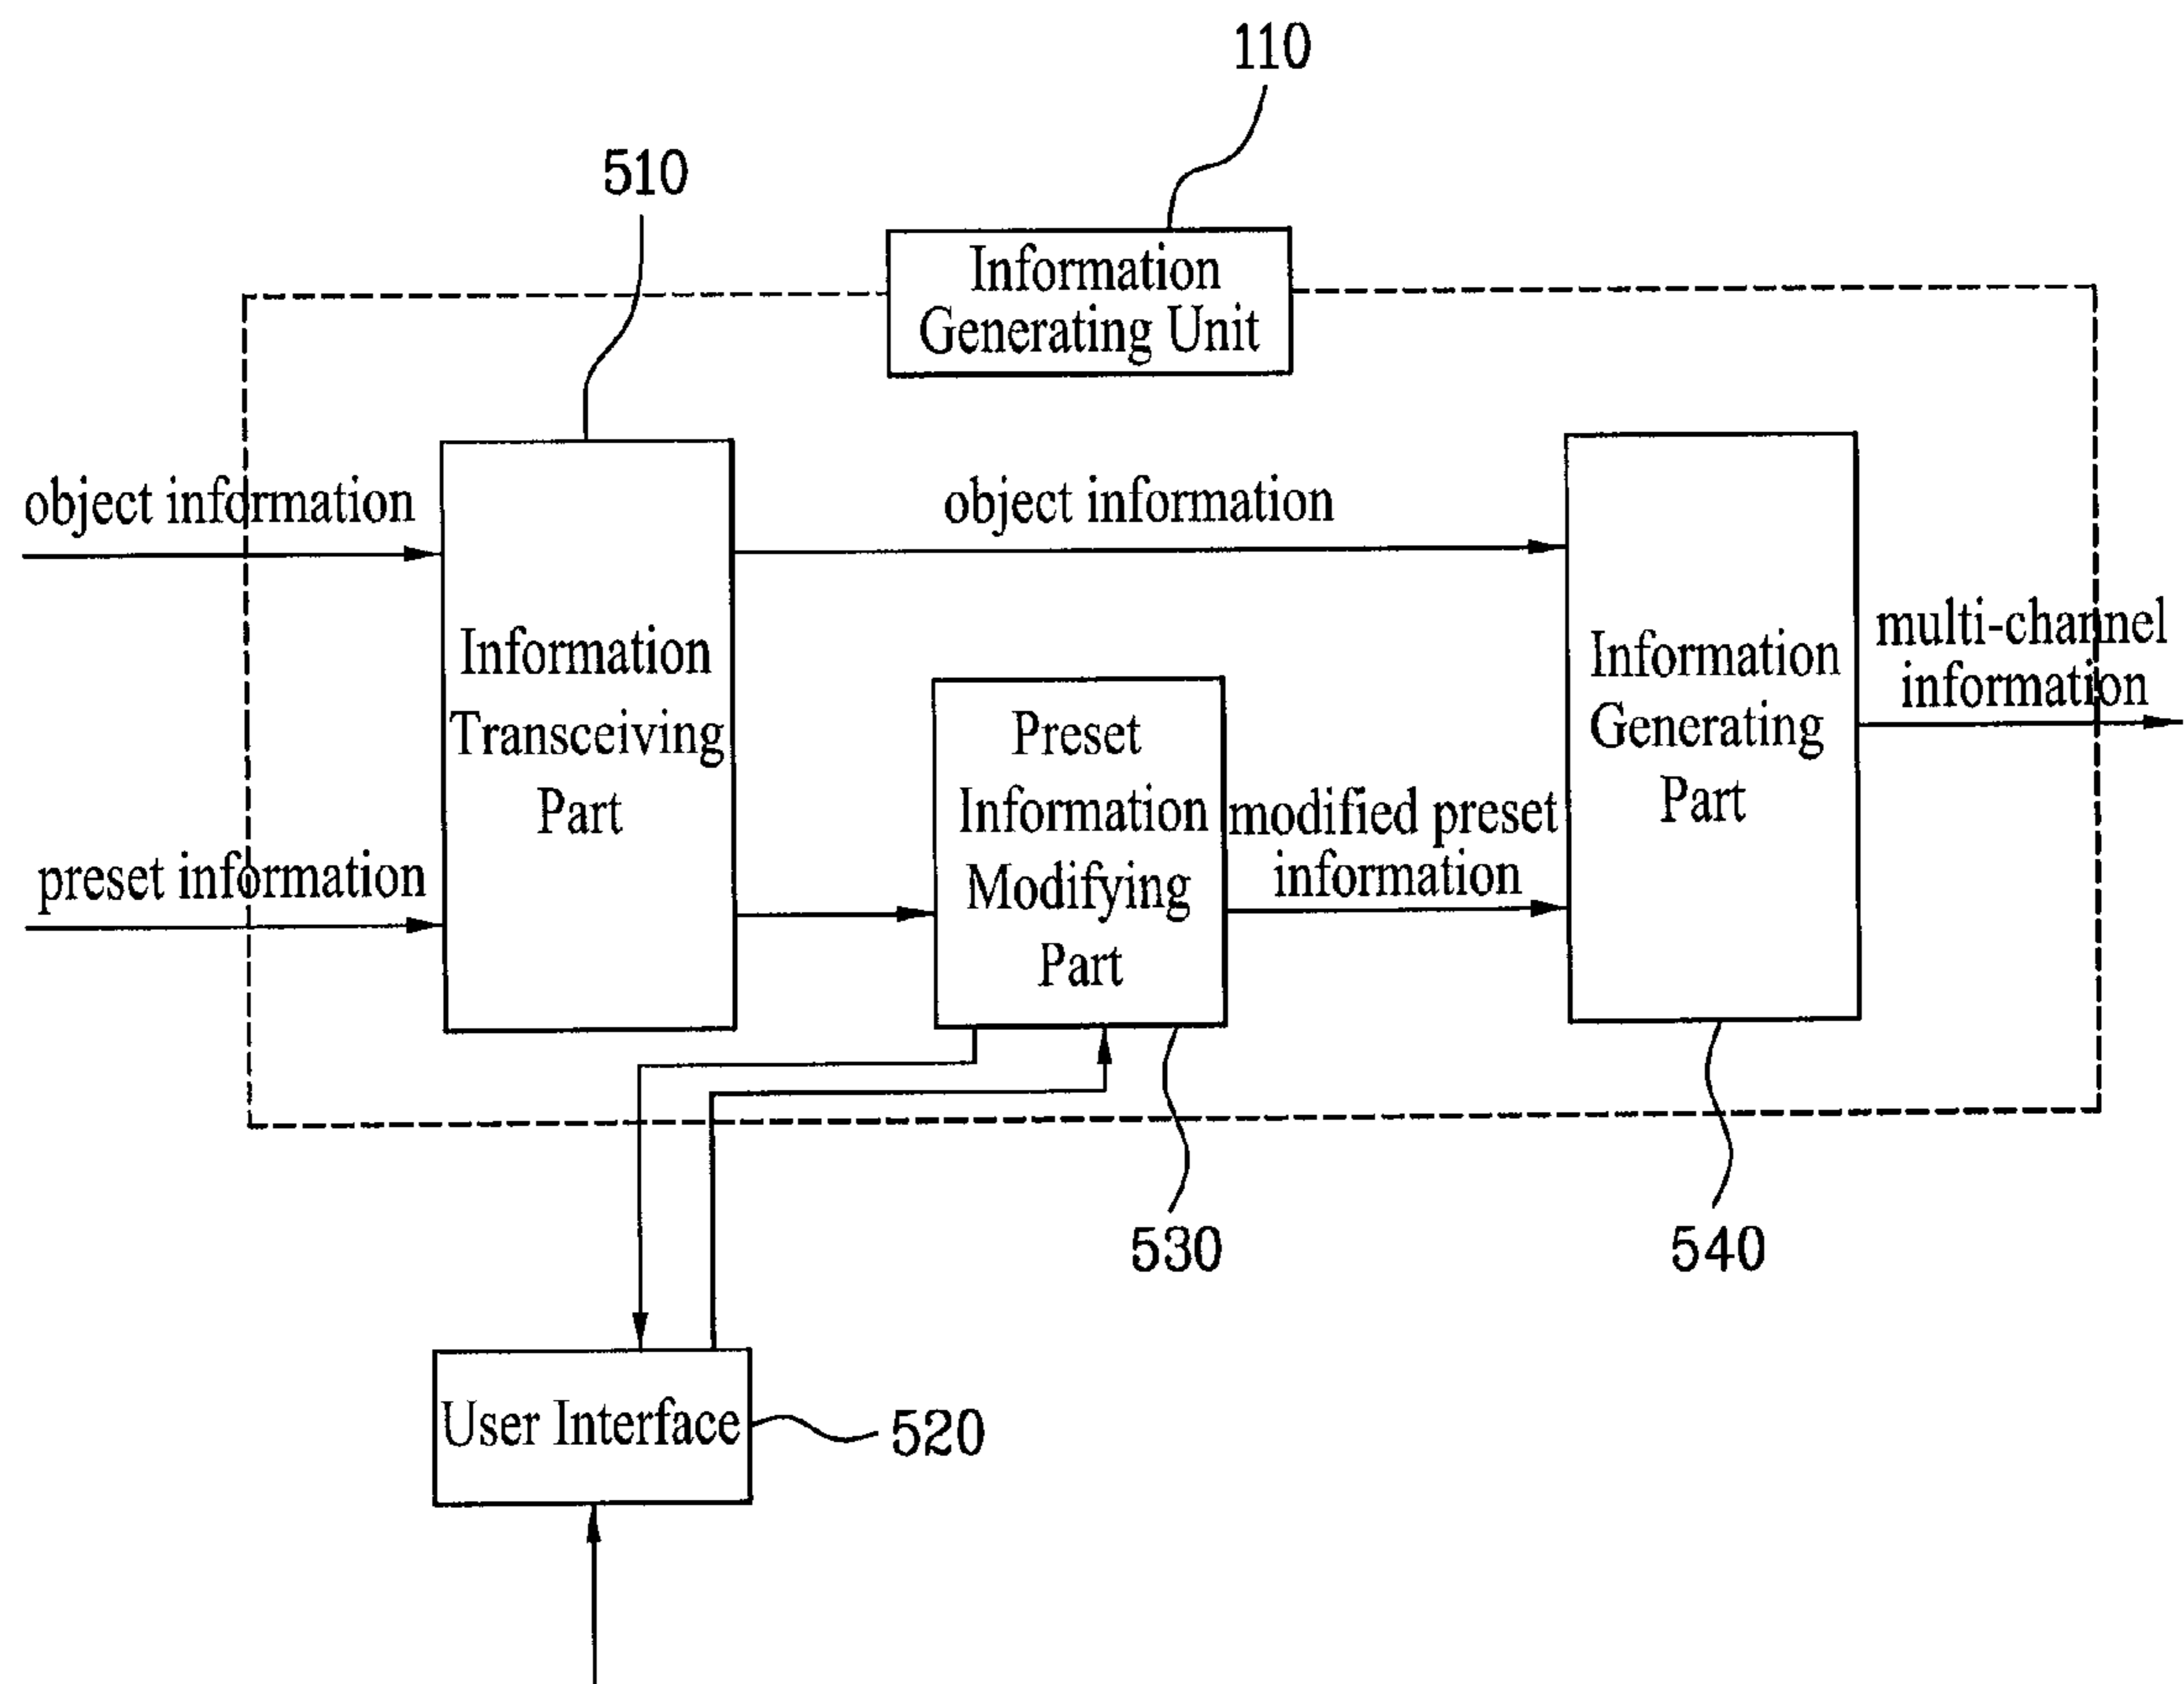 110
510
Information
Generating Unit
object information
object information
Information
Transceiving
Part
Preset
Information
Modifying
Part
Information
Generating
Part
multi-channel
information
modified preset
information
preset information
530
540
User Interface
520